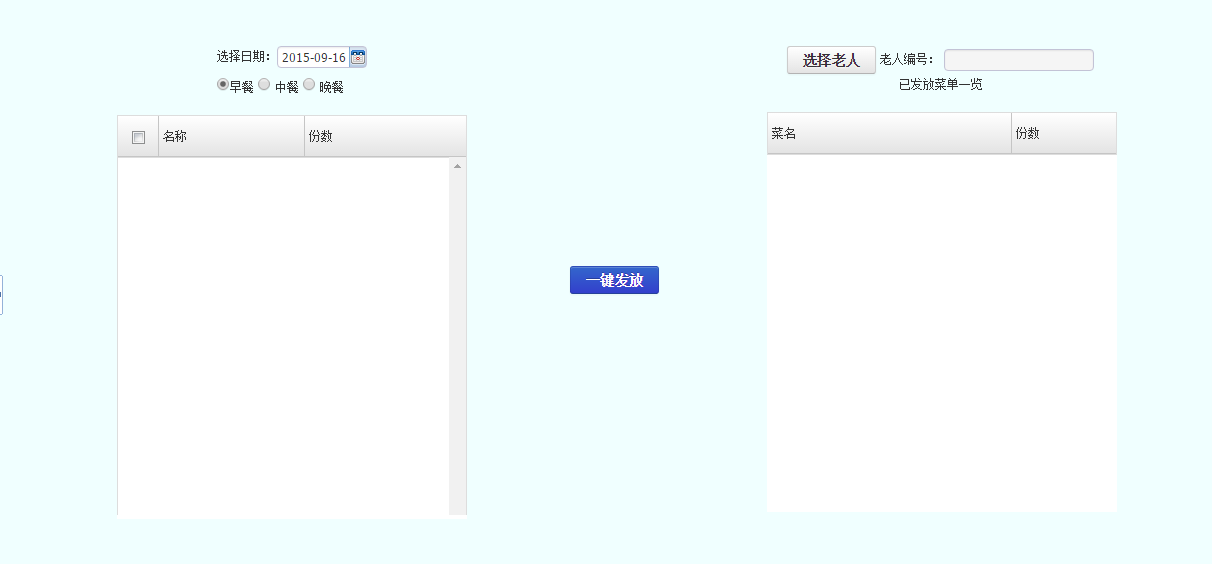 选择日期： 2015-09-16
早餐 中餐 晚餐
名称 份数
一键发放
选择老人 老人编号：
已发放菜单一览
菜名 份数